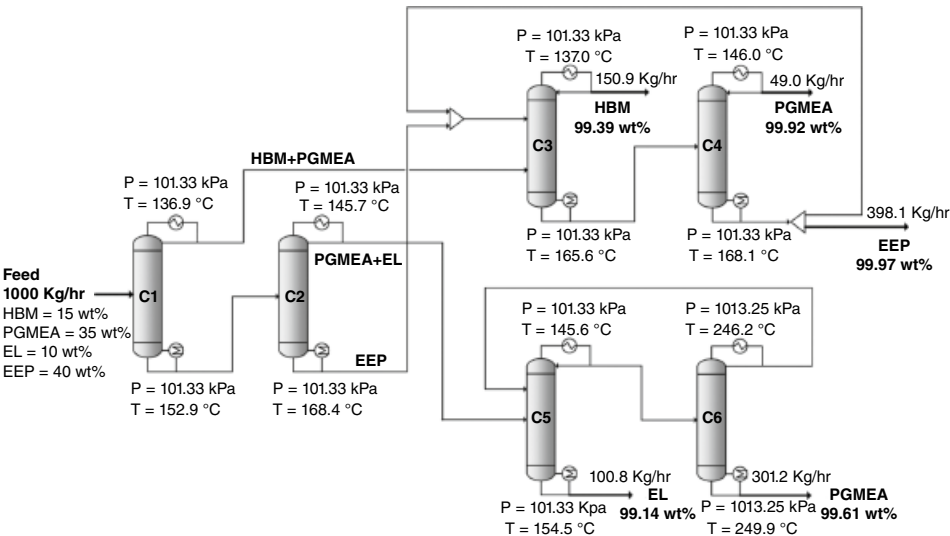 P = 101.33 kPa
T = 137.0 °C
150.9 Kg/hr
HBM
99.39 wt%
C3
P = 101.33 kPa
T = 165.6 °C
P = 101.33 kPa
T = 146.0 °C
49.0 Kg/hr
PGMEA
99.92 wt%
C4
P = 101.33 kPa
T = 168.1 °C
398.1 Kg/hr
EEP
99.97 wt%
HBM+PGMEA
P = 101.33 kPa
T = 136.9 °C
Feed
1000 Kg/hr
HBM = 15 wt%
PGMEA = 35 wt%
EL = 10 wt%
EEP = 40 wt%
C1
P = 101.33 kPa
T = 152.9 °C
P = 101.33 kPa
T = 145.7 °C
PGMEA+EL
C2
EEP
P = 101.33 kPa
T = 168.4 °C
P = 101.33 kPa
T = 145.6 °C
C5
100.8 Kg/hr
EL
99.14 wt%
P = 101.33 Kpa
T = 154.5 °C
P = 1013.25 kPa
T = 246.2 °C
C6
301.2 Kg/hr
PGMEA
99.61 wt%
P = 1013.25 kPa
T = 249.9 °C